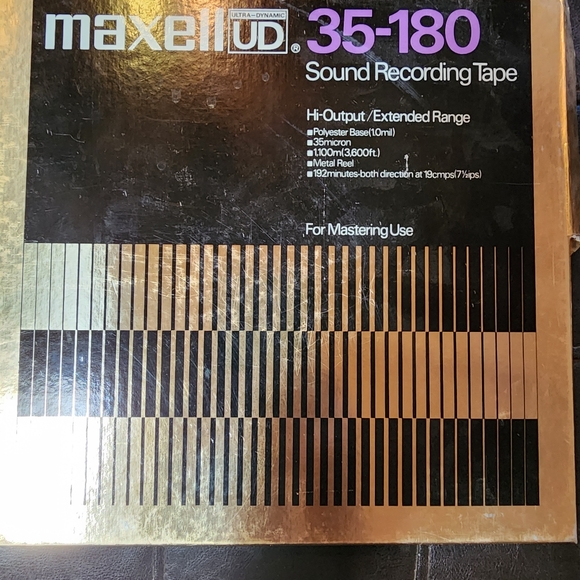 maxell ULTRA-DYNAMIC UD® 35-180
Sound Recording Tape
Hi-Output/Extended Range
■Polyester Base(1.0mil)
■35micron
■1,100m(3,600ft.)
■Metal Reel
■192minutes-both direction at 19cmps(7½ips)
For Mastering Use